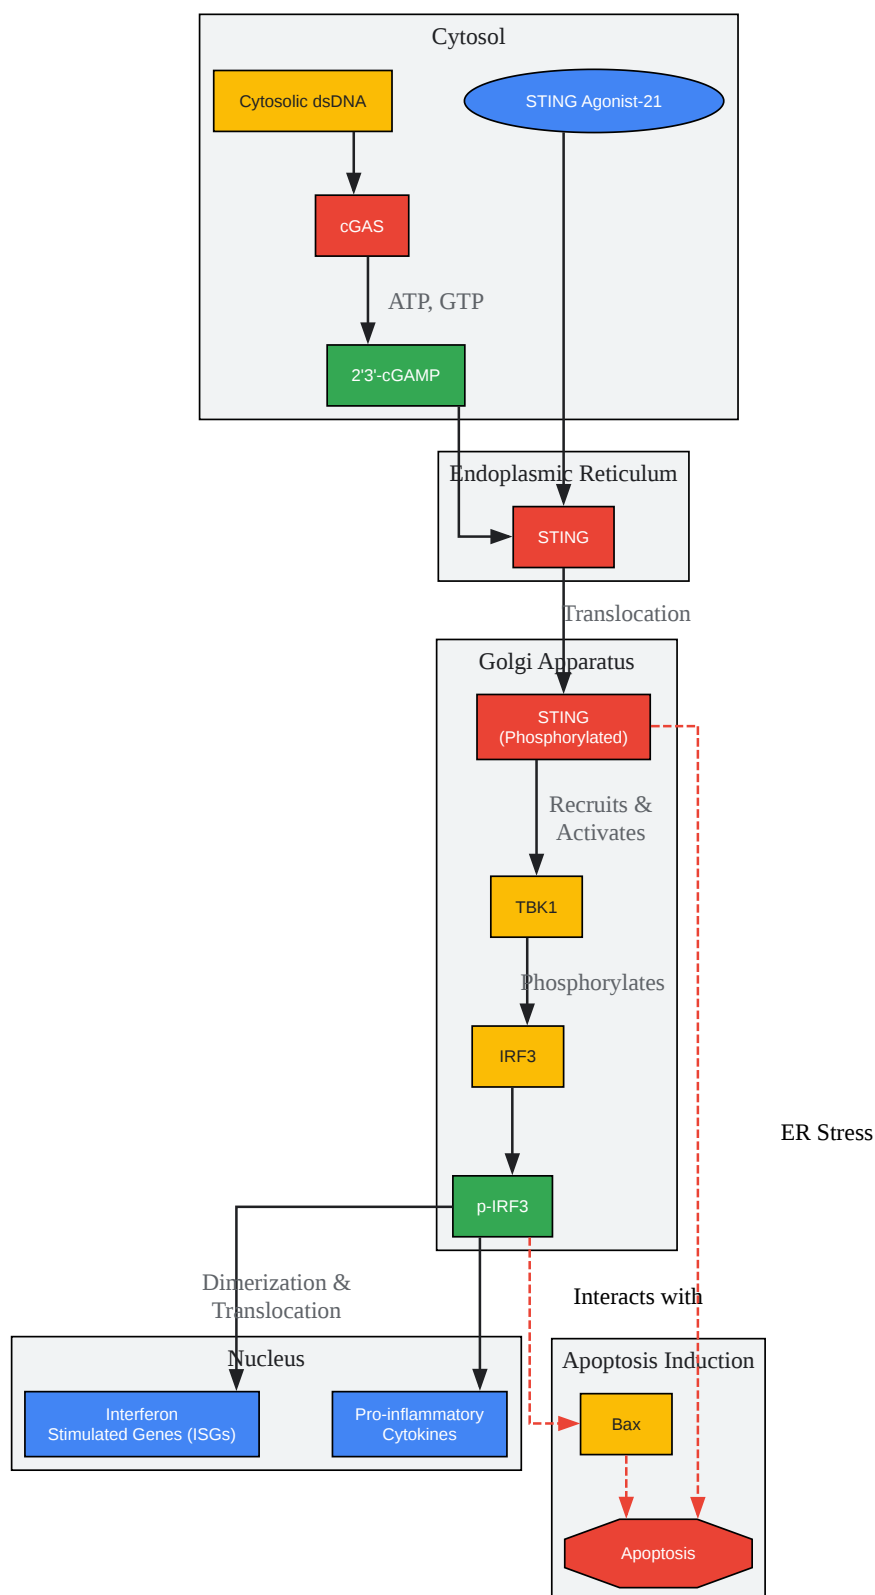 Cytosol
Cytosolic dsDNA
STING Agonist-21
cGAS
ATP, GTP
2'3'-cGAMP
Endoplasmic Reticulum
STING
Translocation
Golgi Apparatus
STING
(Phosphorylated)
Recruits &
Activates
TBK1
Phosphorylates
IRF3
ER Stress
p-IRF3
Dimerization &
Translocation
Interacts with
Nucleus
Apoptosis Induction
Interferon
Stimulated Genes (ISGs)
Pro-inflammatory
Cytokines
Bax
Apoptosis